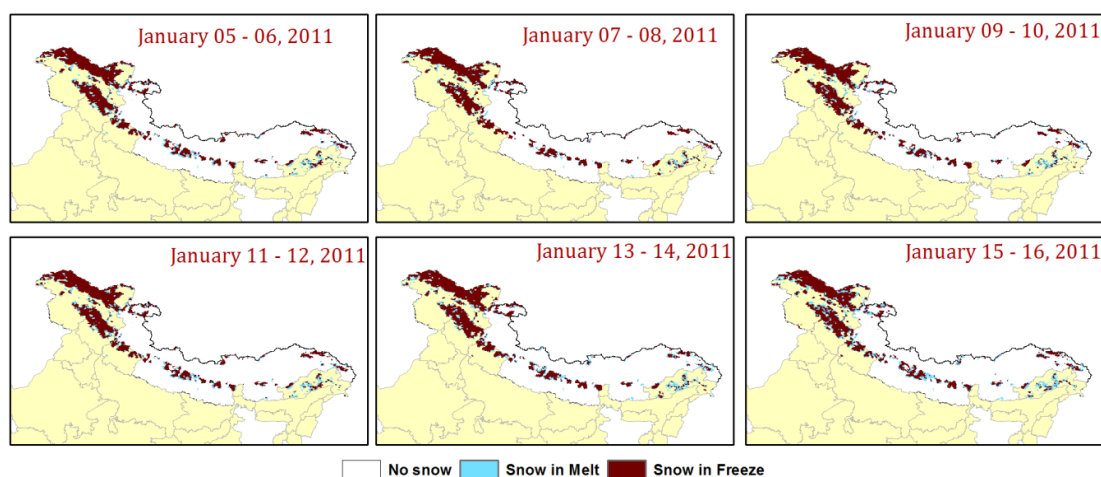 January 05 - 06, 2011
January 07 - 08, 2011
January 09 - 10, 2011
January 11 - 12, 2011
January 13 - 14, 2011
January 15 - 16, 2011
No snow Snow in Melt Snow in Freeze